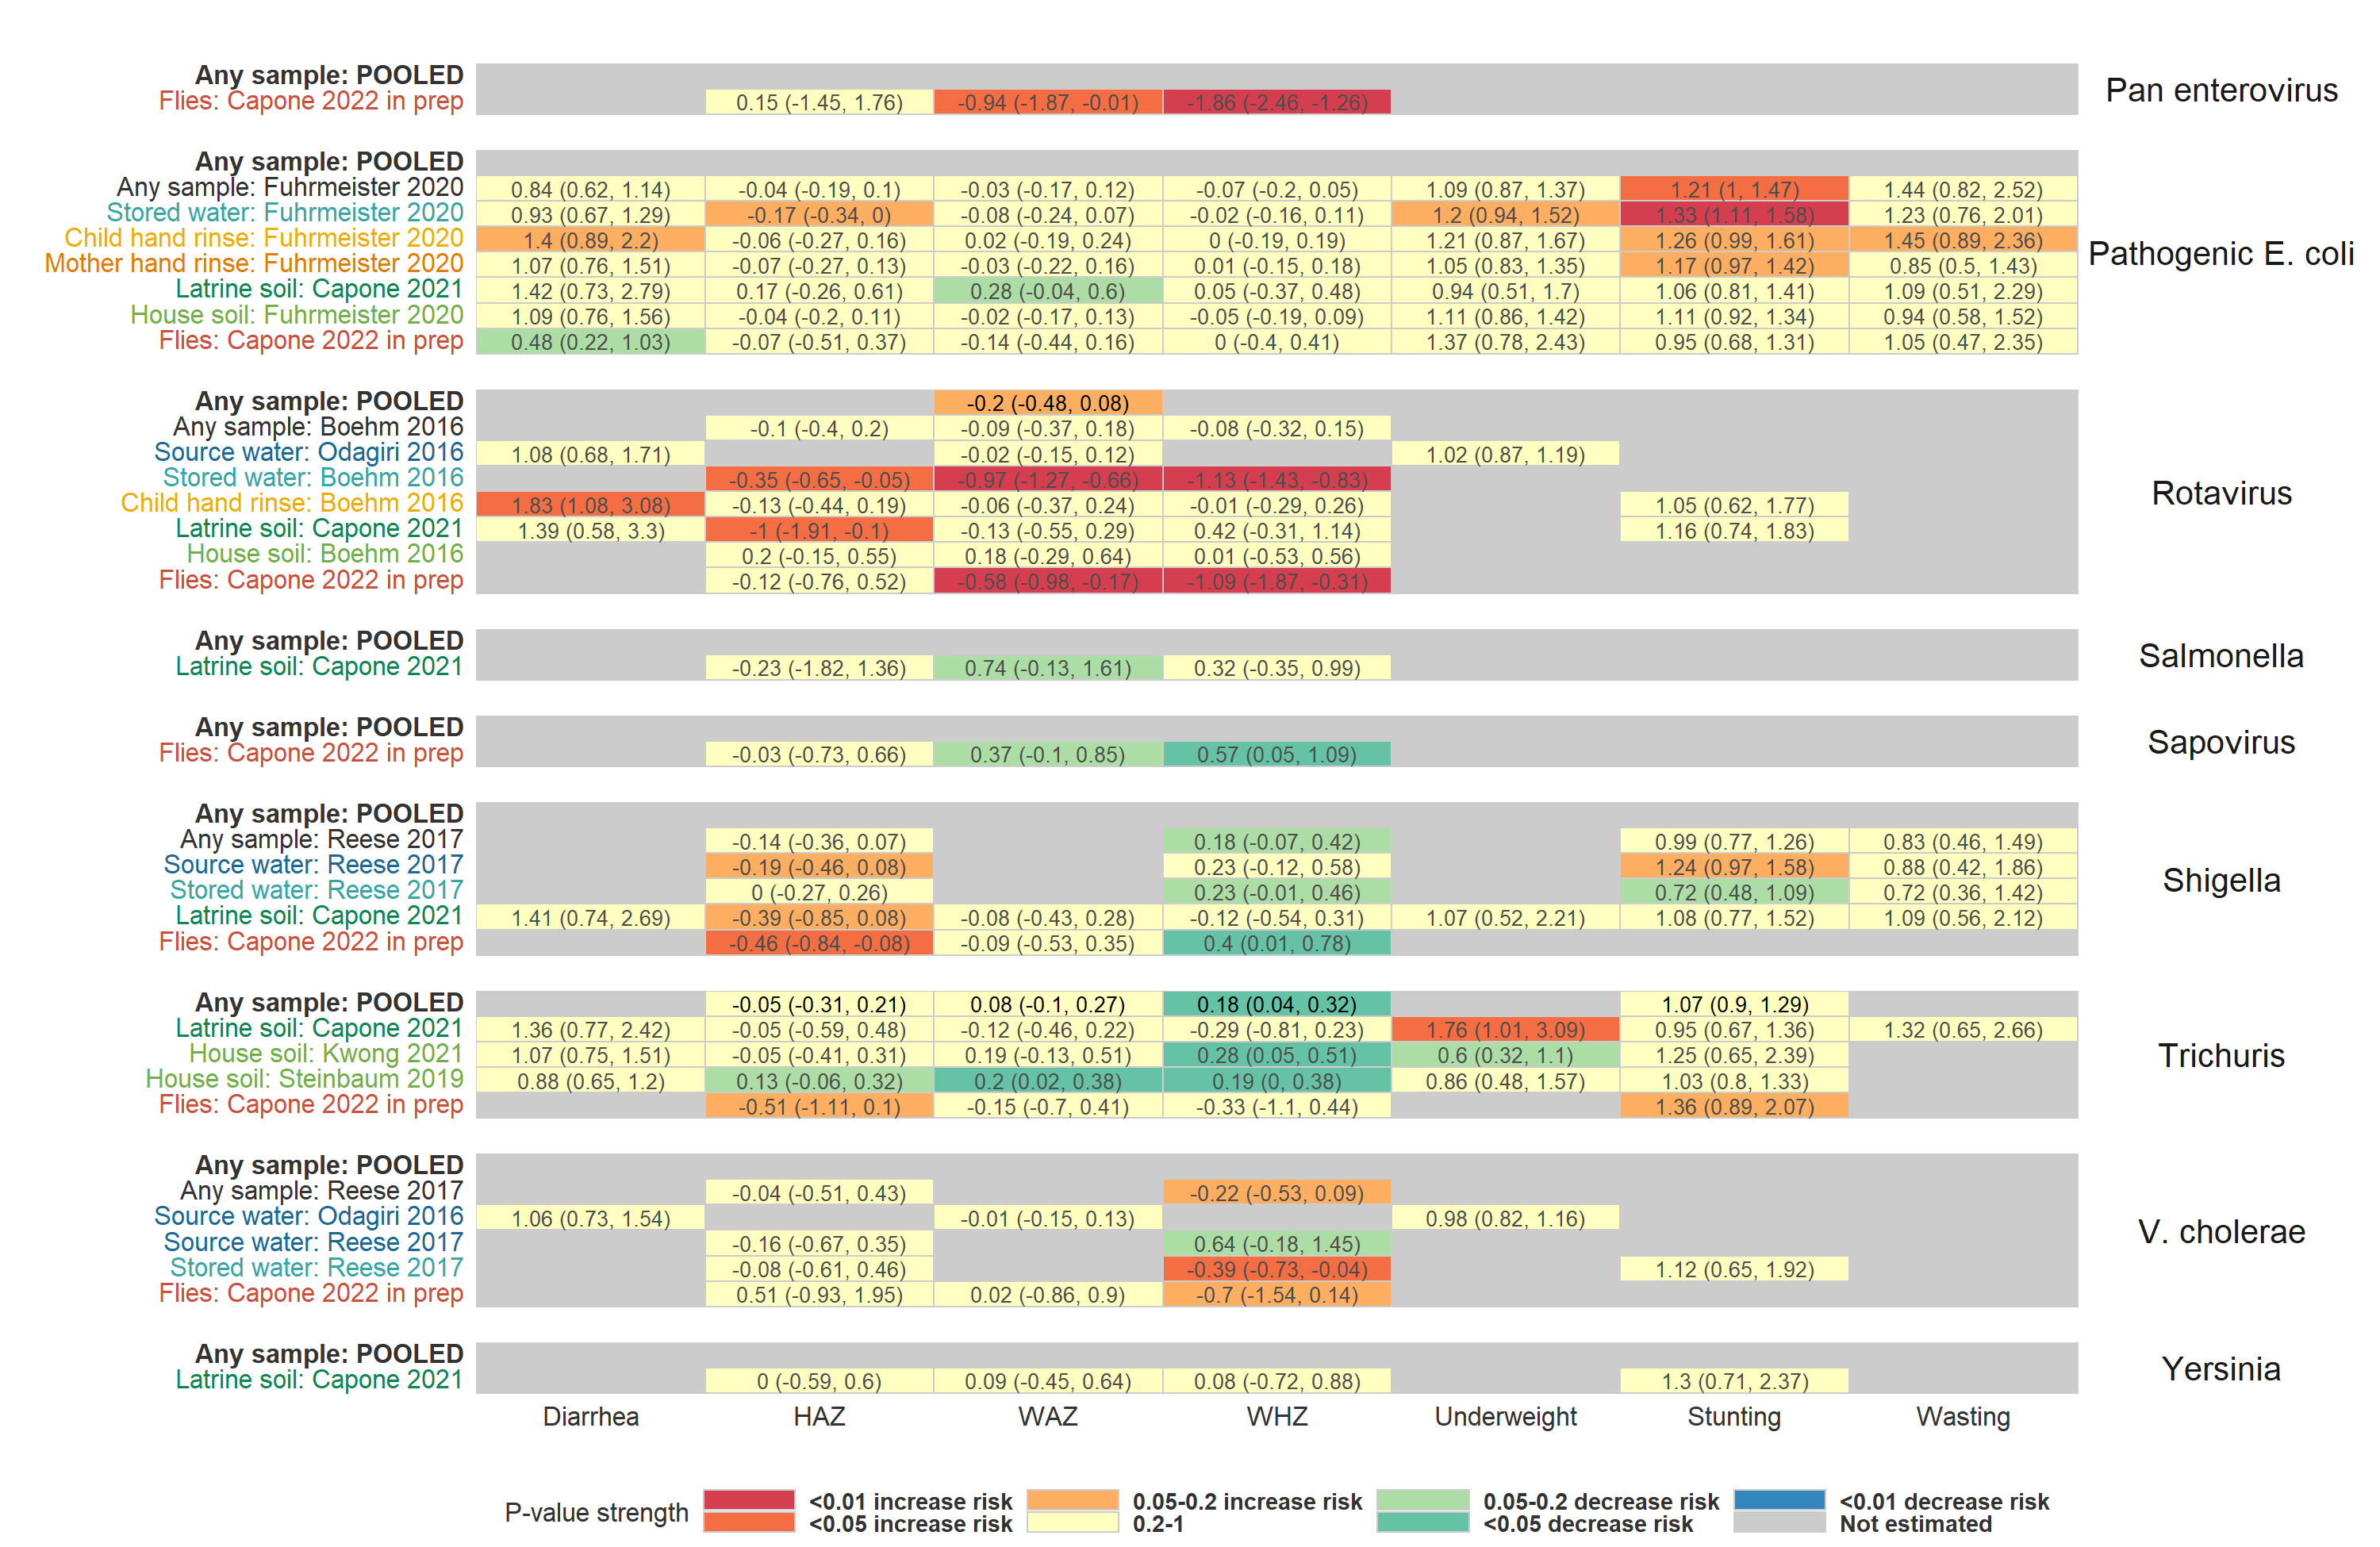 Any sample: POOLED
Flies: Capone 2022 in prep 0.15 (-1.45, 1.76) -0.94 (-1.87, -0.01) -1.86 (-2.46, -1.26)
Pan enterovirus
Any sample: POOLED
Any sample: Fuhrmeister 2020 0.84 (0.62, 1.14) -0.04 (-0.19, 0.1) -0.03 (-0.17, 0.12) -0.07 (-0.2, 0.05) 1.09 (0.87, 1.37) 1.21 (1, 1.47) 1.44 (0.82, 2.52)
Stored water: Fuhrmeister 2020 0.93 (0.67, 1.29) -0.17 (-0.34, 0) -0.08 (-0.24, 0.07) -0.02 (-0.16, 0.11) 1.2 (0.94, 1.52) 1.33 (1.11, 1.58) 1.23 (0.76, 2.01)
Child hand rinse: Fuhrmeister 2020 1.4 (0.89, 2.2) -0.06 (-0.27, 0.16) 0.02 (-0.19, 0.24) 0 (-0.19, 0.19) 1.21 (0.87, 1.67) 1.26 (0.99, 1.61) 1.45 (0.89, 2.36)
Pathogenic E. coli
Mother hand rinse: Fuhrmeister 2020 1.07 (0.76, 1.51) -0.07 (-0.27, 0.13) -0.03 (-0.22, 0.16) 0.01 (-0.15, 0.18) 1.05 (0.83, 1.35) 1.17 (0.97, 1.42) 0.85 (0.5, 1.43)
Latrine soil: Capone 2021 1.42 (0.73, 2.79) 0.17 (-0.26, 0.61) 0.28 (-0.04, 0.6) 0.05 (-0.37, 0.48) 0.94 (0.51, 1.7) 1.06 (0.81, 1.41) 1.09 (0.51, 2.29)
House soil: Fuhrmeister 2020 1.09 (0.76, 1.56) -0.04 (-0.2, 0.11) -0.02 (-0.17, 0.13) -0.05 (-0.19, 0.09) 1.11 (0.86, 1.42) 1.11 (0.92, 1.34) 0.94 (0.58, 1.52)
Flies: Capone 2022 in prep 0.48 (0.22, 1.03) -0.07 (-0.51, 0.37) -0.14 (-0.44, 0.16) 0 (-0.4, 0.41) 1.37 (0.78, 2.43) 0.95 (0.68, 1.31) 1.05 (0.47, 2.35)
Any sample: POOLED -0.2 (-0.48, 0.08)
Any sample: Boehm 2016 -0.1 (-0.4, 0.2) -0.09 (-0.37, 0.18) -0.08 (-0.32, 0.15)
Source water: Odagiri 2016 1.08 (0.68, 1.71) -0.02 (-0.15, 0.12) 1.02 (0.87, 1.19)
Stored water: Boehm 2016 -0.35 (-0.65, -0.05) -0.97 (-1.27, -0.66) -1.13 (-1.43, -0.83)
Rotavirus
Child hand rinse: Boehm 2016 1.83 (1.08, 3.08) -0.13 (-0.44, 0.19) -0.06 (-0.37, 0.24) -0.01 (-0.29, 0.26) 1.05 (0.62, 1.77)
Latrine soil: Capone 2021 1.39 (0.58, 3.3) -1 (-1.91, -0.1) -0.13 (-0.55, 0.29) 0.42 (-0.31, 1.14) 1.16 (0.74, 1.83)
House soil: Boehm 2016 0.2 (-0.15, 0.55) 0.18 (-0.29, 0.64) 0.01 (-0.53, 0.56)
Flies: Capone 2022 in prep -0.12 (-0.76, 0.52) -0.58 (-0.98, -0.17) -1.09 (-1.87, -0.31)
Any sample: POOLED
Latrine soil: Capone 2021 -0.23 (-1.82, 1.36) 0.74 (-0.13, 1.61) 0.32 (-0.35, 0.99)
Salmonella
Any sample: POOLED
Flies: Capone 2022 in prep -0.03 (-0.73, 0.66) 0.37 (-0.1, 0.85) 0.57 (0.05, 1.09)
Sapovirus
Any sample: POOLED
Any sample: Reese 2017 -0.14 (-0.36, 0.07) 0.18 (-0.07, 0.42) 0.99 (0.77, 1.26) 0.83 (0.46, 1.49)
Source water: Reese 2017 -0.19 (-0.46, 0.08) 0.23 (-0.12, 0.58) 1.24 (0.97, 1.58) 0.88 (0.42, 1.86)
Shigella
Stored water: Reese 2017 0 (-0.27, 0.26) 0.23 (-0.01, 0.46) 0.72 (0.48, 1.09) 0.72 (0.36, 1.42)
Latrine soil: Capone 2021 1.41 (0.74, 2.69) -0.39 (-0.85, 0.08) -0.08 (-0.43, 0.28) -0.12 (-0.54, 0.31) 1.07 (0.52, 2.21) 1.08 (0.77, 1.52) 1.09 (0.56, 2.12)
Flies: Capone 2022 in prep -0.46 (-0.84, -0.08) -0.09 (-0.53, 0.35) 0.4 (0.01, 0.78)
Any sample: POOLED -0.05 (-0.31, 0.21) 0.08 (-0.1, 0.27) 0.18 (0.04, 0.32) 1.07 (0.9, 1.29)
Latrine soil: Capone 2021 1.36 (0.77, 2.42) -0.05 (-0.59, 0.48) -0.12 (-0.46, 0.22) -0.29 (-0.81, 0.23) 1.76 (1.01, 3.09) 0.95 (0.67, 1.36) 1.32 (0.65, 2.66)
House soil: Kwong 2021 1.07 (0.75, 1.51) -0.05 (-0.41, 0.31) 0.19 (-0.13, 0.51) 0.28 (0.05, 0.51) 0.6 (0.32, 1.1) 1.25 (0.65, 2.39)
Trichuris
House soil: Steinbaum 2019 0.88 (0.65, 1.2) 0.13 (-0.06, 0.32) 0.2 (0.02, 0.38) 0.19 (0, 0.38) 0.86 (0.48, 1.57) 1.03 (0.8, 1.33)
Flies: Capone 2022 in prep -0.51 (-1.11, 0.1) -0.15 (-0.7, 0.41) -0.33 (-1.1, 0.44) 1.36 (0.89, 2.07)
Any sample: POOLED
Any sample: Reese 2017 -0.04 (-0.51, 0.43) -0.22 (-0.53, 0.09)
Source water: Odagiri 2016 1.06 (0.73, 1.54) -0.01 (-0.15, 0.13) 0.98 (0.82, 1.16)
V. cholerae
Source water: Reese 2017 -0.16 (-0.67, 0.35) 0.64 (-0.18, 1.45)
Stored water: Reese 2017 -0.08 (-0.61, 0.46) -0.39 (-0.73, -0.04) 1.12 (0.65, 1.92)
Flies: Capone 2022 in prep 0.51 (-0.93, 1.95) 0.02 (-0.86, 0.9) -0.7 (-1.54, 0.14)
Any sample: POOLED
Latrine soil: Capone 2021 0 (-0.59, 0.6) 0.09 (-0.45, 0.64) 0.08 (-0.72, 0.88) 1.3 (0.71, 2.37)
Yersinia
Diarrhea HAZ WAZ WHZ Underweight Stunting Wasting
P-value strength
<0.01 increase risk 0.05-0.2 increase risk 0.05-0.2 decrease risk <0.01 decrease risk
<0.05 increase risk 0.2-1 <0.05 decrease risk Not estimated